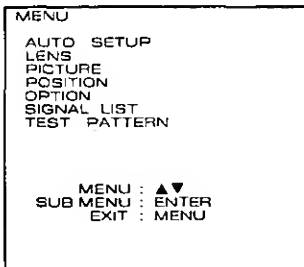 MENU
AUTO SETUP
LENS
PICTURE
POSITION
OPTION
SIGNAL LIST
TEST PATTERN
MENU : ▲▼
SUB MENU : ENTER
EXIT : MENU